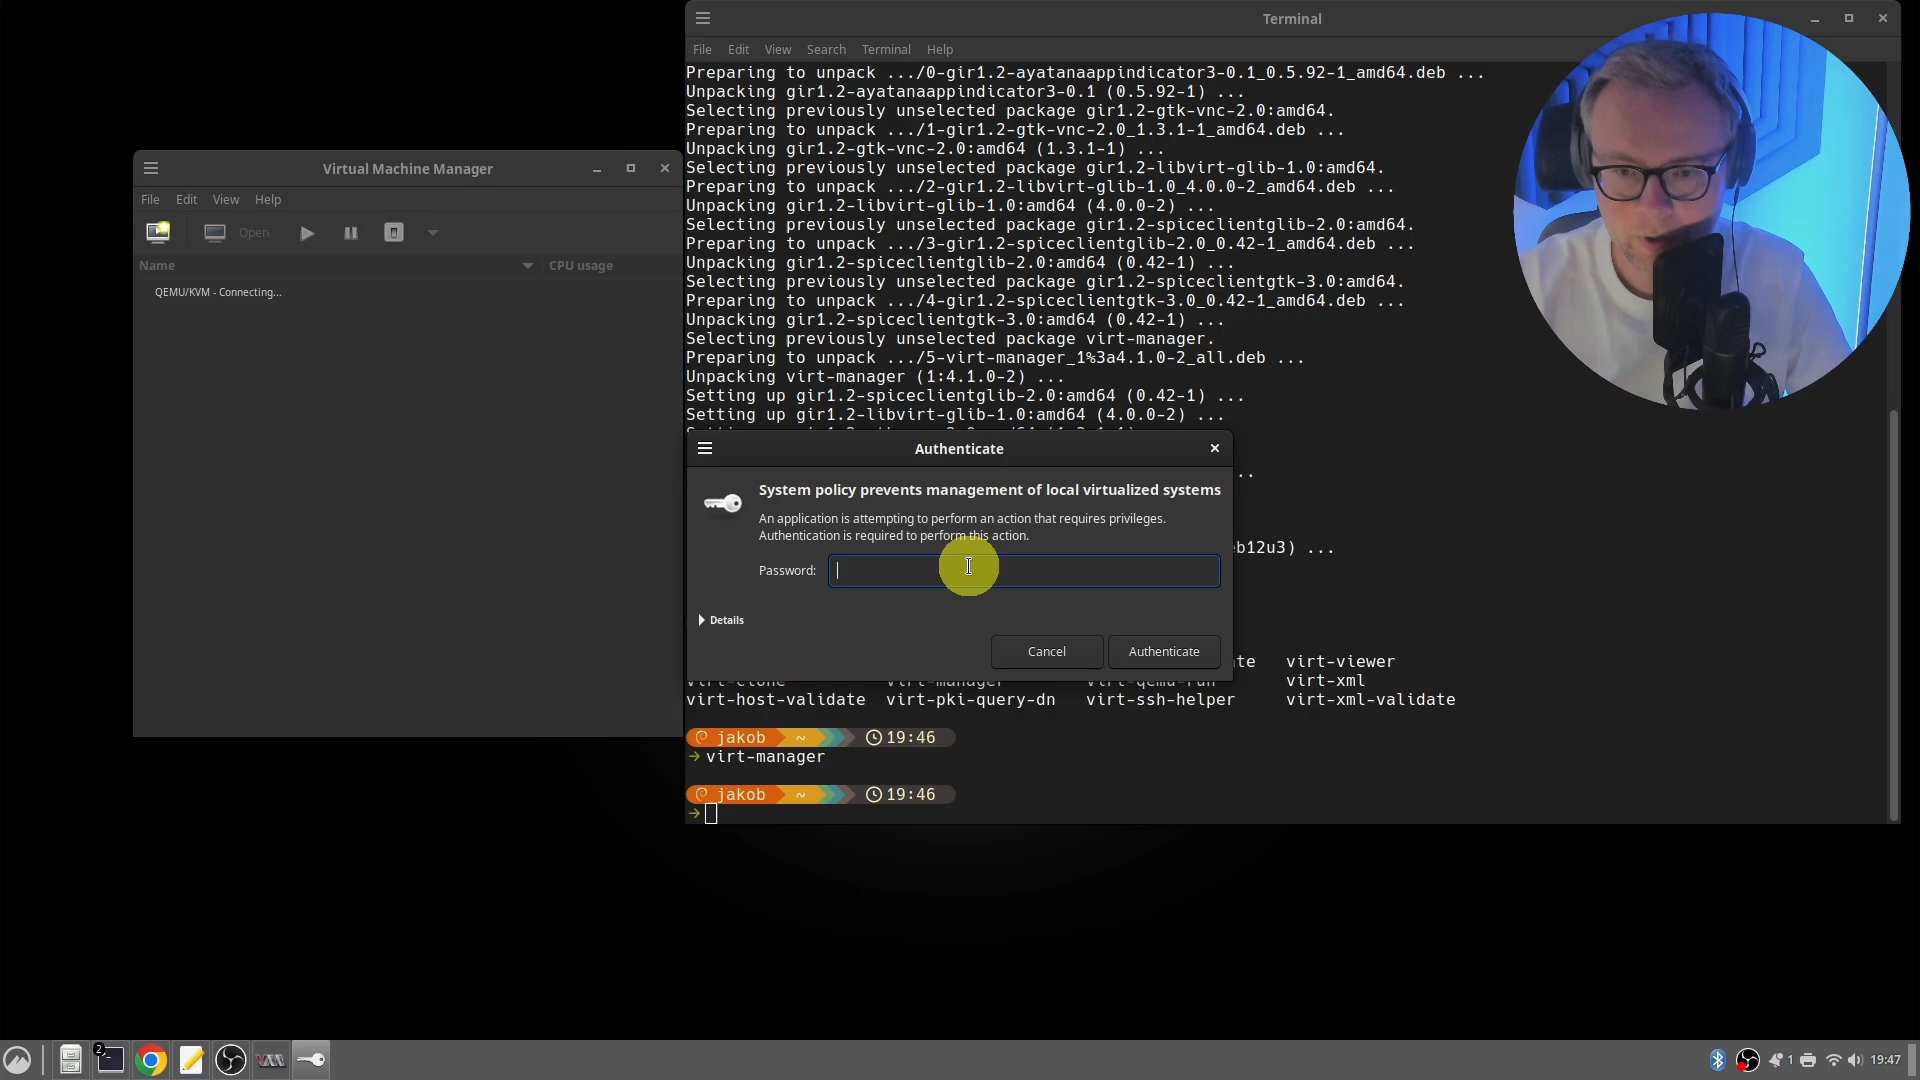 Terminal
File Edit View Search Terminal Help
Preparing to unpack .../0-gir1.2-ayatanaappindicator3-0.1_0.5.92-1_amd64.deb ...
Unpacking gir1.2-ayatanaappindicator3-0.1 (0.5.92-1) ...
Selecting previously unselected package gir1.2-gtk-vnc-2.0:amd64.
Preparing to unpack .../1-gir1.2-gtk-vnc-2.0_1.3.1-1_amd64.deb ...
Unpacking gir1.2-gtk-vnc-2.0:amd64 (1.3.1-1) ...
Selecting previously unselected package gir1.2-libvirt-glib-1.0:amd64.
Preparing to unpack .../2-gir1.2-libvirt-glib-1.0_4.0.0-2_amd64.deb ...
Unpacking gir1.2-libvirt-glib-1.0:amd64 (4.0.0-2) ...
Selecting previously unselected package gir1.2-spiceclientglib-2.0:amd64.
Preparing to unpack .../3-gir1.2-spiceclientglib-2.0_0.42-1_amd64.deb ...
Unpacking gir1.2-spiceclientglib-2.0:amd64 (0.42-1) ...
Selecting previously unselected package gir1.2-spiceclientgtk-3.0:amd64.
Preparing to unpack .../4-gir1.2-spiceclientgtk-3.0_0.42-1_amd64.deb ...
Unpacking gir1.2-spiceclientgtk-3.0:amd64 (0.42-1) ...
Selecting previously unselected package virt-manager.
Preparing to unpack .../5-virt-manager_1%3a4.1.0-2_all.deb ...
Unpacking virt-manager (1:4.1.0-2) ...
Setting up gir1.2-spiceclientglib-2.0:amd64 (0.42-1) ...
Setting up gir1.2-libvirt-glib-1.0:amd64 (4.0.0-2) ...
Virtual Machine Manager
File Edit View Help
Open
Name CPU usage
QEMU/KVM - Connecting...
Authenticate
System policy prevents management of local virtualized systems
An application is attempting to perform an action that requires privileges.
Authentication is required to perform this action.
Password:
Details
Cancel Authenticate
..
b12u3) ...
te virt-viewer
virt-clone virt-manager virt-qemu-run virt-xml
virt-host-validate virt-pki-query-dn virt-ssh-helper virt-xml-validate
jakob ~ 19:46
→ virt-manager
jakob ~ 19:46
→
2
1 19:47